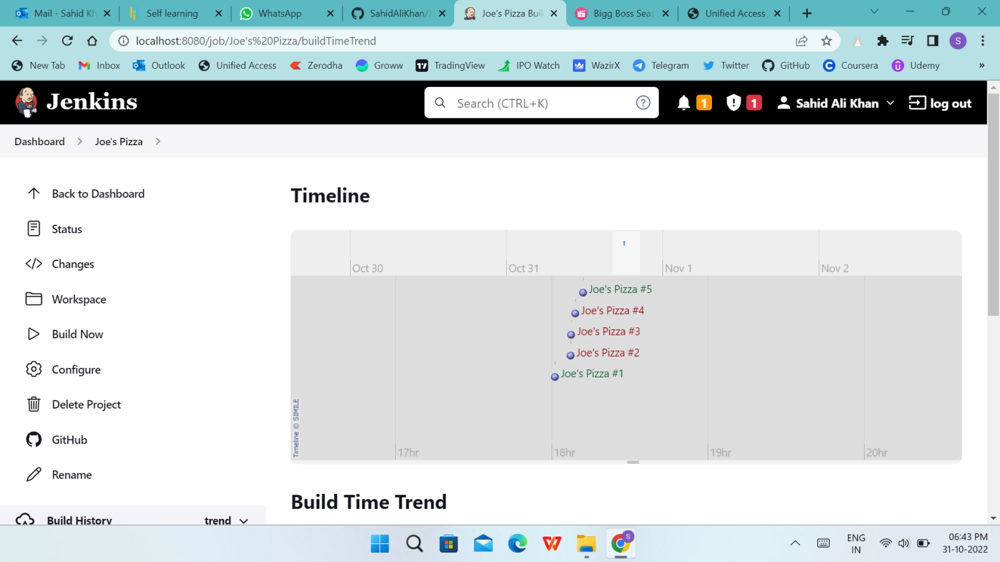 Mail - Sahid Kh
Self learning
WhatsApp
SahidAliKhan/J
Joe's Pizza Buil
Bigg Boss Seas
Unified Access
localhost:8080/job/Joe's%20Pizza/buildTimeTrend
S
New Tab
Inbox
Outlook
Unified Access
Zerodha
Groww
TradingView
IPO Watch
WazirX
Telegram
Twitter
GitHub
Coursera
Udemy
»
Jenkins
Search (CTRL+K)
1
1
Sahid Ali Khan
log out
Dashboard
Joe's Pizza
Back to Dashboard
Status
Changes
Workspace
Build Now
Configure
Delete Project
GitHub
Rename
Build History
trend
Timeline
Oct 30
Oct 31
Nov 1
Nov 2
Joe's Pizza #5
Joe's Pizza #4
Joe's Pizza #3
Joe's Pizza #2
Joe's Pizza #1
Timeline © SIMILE
17hr
18hr
19hr
20hr
Build Time Trend
S
ENG
IN
06:43 PM
31-10-2022